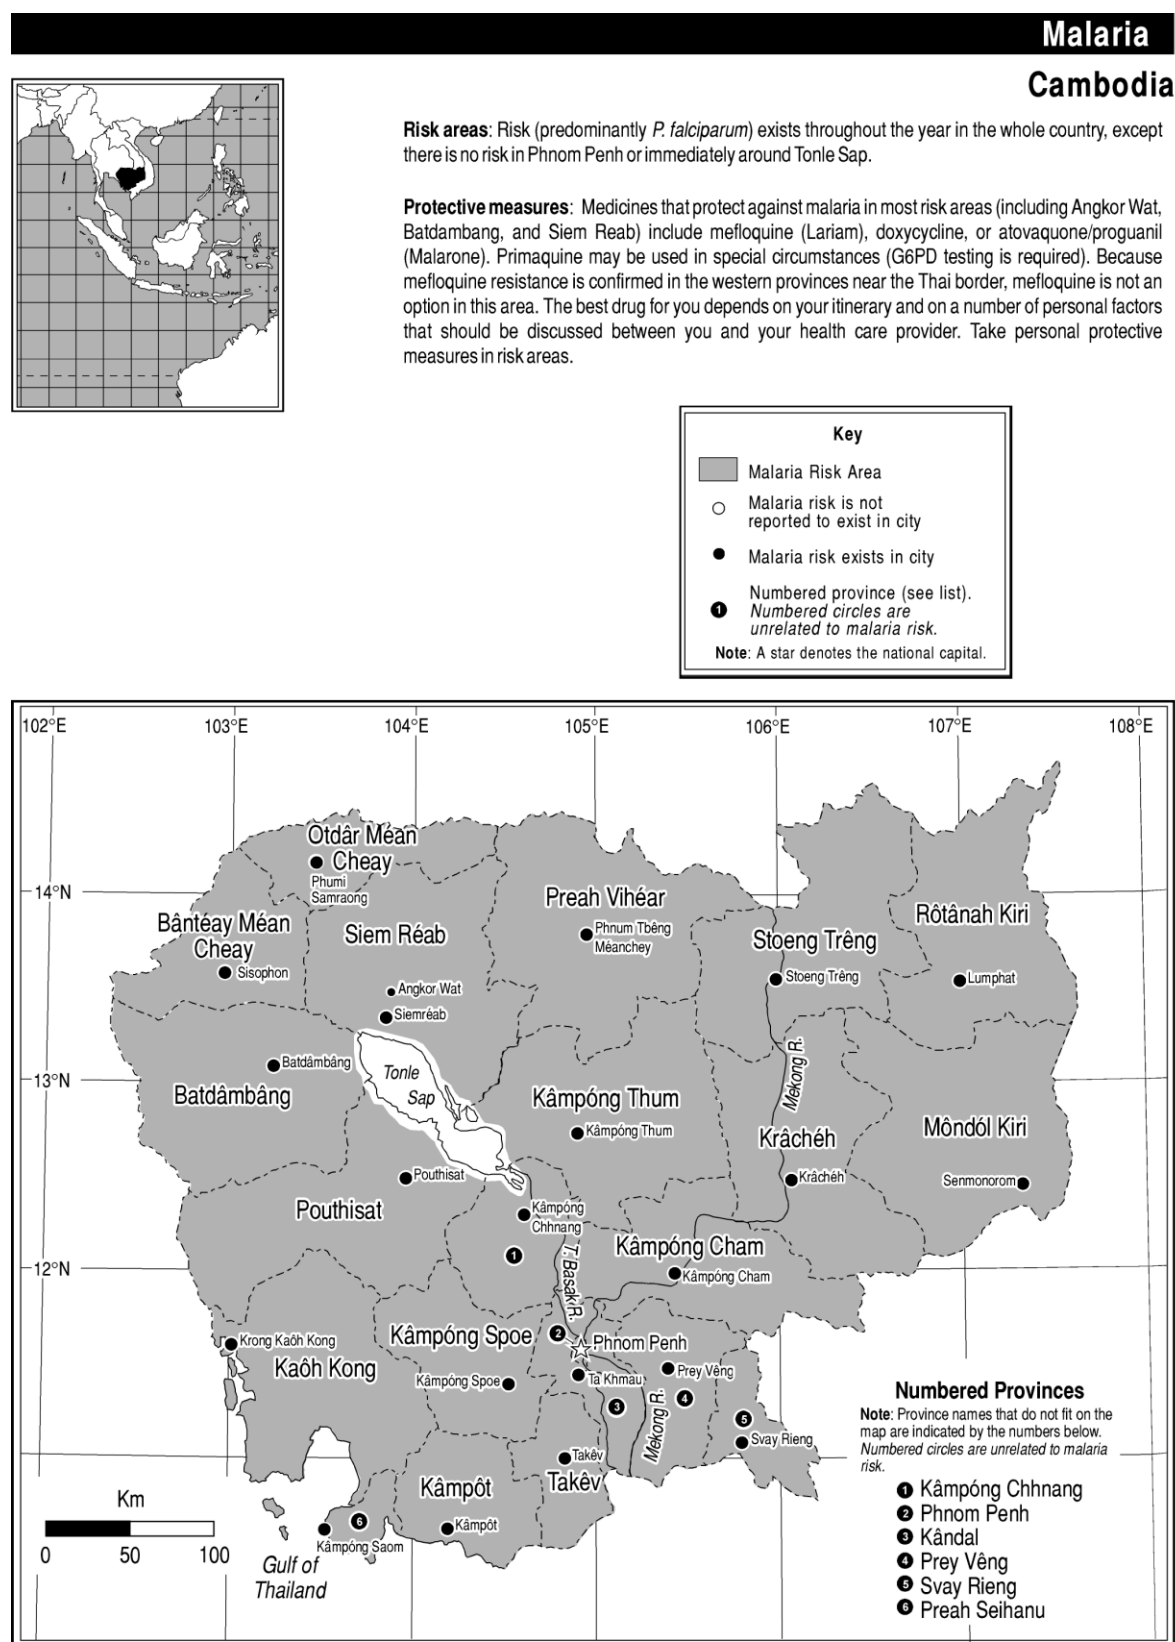 Malaria
Cambodia
Risk areas: Risk (predominantly P. falciparum) exists throughout the year in the whole country, except
there is no risk in Phnom Penh or immediately around Tonle Sap.
Protective measures: Medicines that protect against malaria in most risk areas (including Angkor Wat,
Batdambang, and Siem Reab) include mefloquine (Lariam), doxycycline, or atovaquone/proguanil
(Malarone). Primaquine may be used in special circumstances (G6PD testing is required). Because
mefloquine resistance is confirmed in the western provinces near the Thai border, mefloquine is not an
option in this area. The best drug for you depends on your itinerary and on a number of personal factors
that should be discussed between you and your health care provider. Take personal protective
measures in risk areas.
Key
Malaria Risk Area
Malaria risk is not
reported to exist in city
Malaria risk exists in city
1
Numbered province (see list).
Numbered circles are
unrelated to malaria risk.
Note: A star denotes the national capital.
102°E
103°E
104°E
105°E
106°E
107°E
108°E
Otdâr Méan
Cheay
Phumi
Samraong
14°N
Preah Vihéar
Rôtânah Kiri
Bântéay Méan
Cheay
Siem Réab
Phnum Tbêng
Méanchey
Stoeng Trêng
Sisophon
Stoeng Trêng
Lumphat
Angkor Wat
Siemréab
Batdâmbâng
Tonle
Sap
13°N
Batdâmbâng
Kâmpóng Thum
Mekong R.
Môndól Kiri
Kâmpóng Thum
Krâchéh
Pouthisat
Krâchéh
Senmonorom
Pouthisat
Kâmpóng
Chhnang
1
T. Basak R.
Kâmpóng Cham
12°N
Kâmpóng Cham
Krong Kaôh Kong
Kâmpóng Spoe
2
Phnom Penh
Kaôh Kong
Kâmpóng Spoe
Ta Khmau
Prey Vêng
3
4
5
Mekong R.
Svay Rieng
Takêv
Takêv
Kâmpôt
Kâmpôt
6
Kâmpóng Saom
Gulf of
Thailand
Km
0
50
100
Numbered Provinces
Note: Province names that do not fit on the
map are indicated by the numbers below.
Numbered circles are unrelated to malaria
risk.
1 Kâmpóng Chhnang
2 Phnom Penh
3 Kândal
4 Prey Vêng
5 Svay Rieng
6 Preah Seihanu